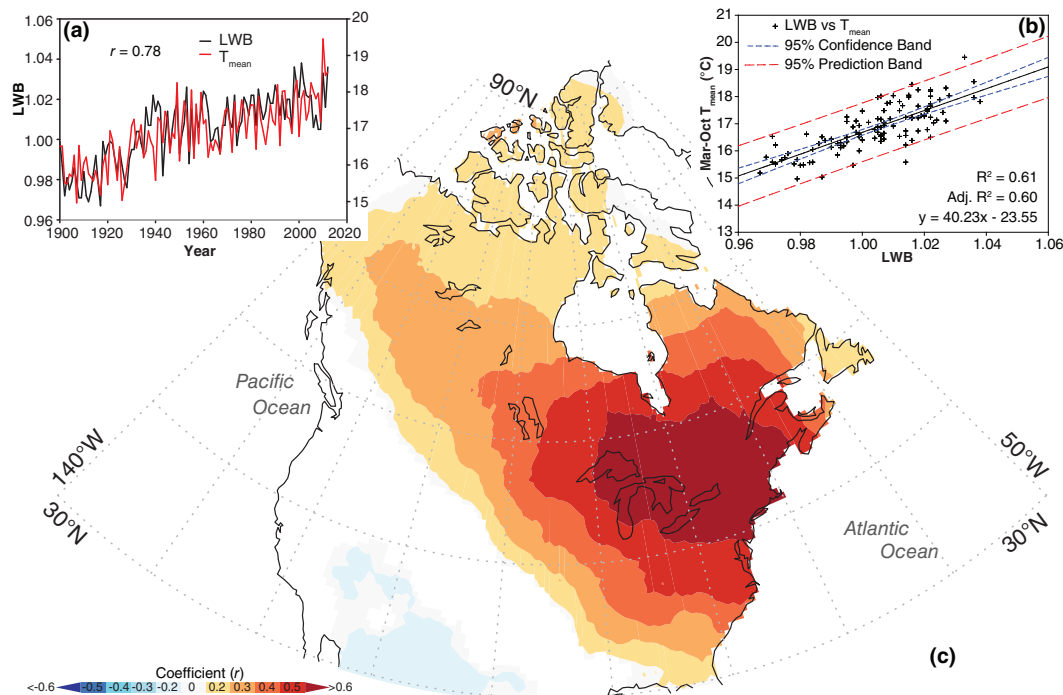 (a)
r = 0.78
LWB
T_mean
LWB
1.06
1.04
1.02
1.00
0.98
0.96
20
19
18
17
16
15
1900 1920 1940 1960 1980 2000 2020
Year
(b)
LWB vs T_mean
95% Confidence Band
95% Prediction Band
Mar-Oct T_mean (°C)
21
20
19
18
17
16
15
14
13
R² = 0.61
Adj. R² = 0.60
y = 40.23x - 23.55
0.96 0.98 1.00 1.02 1.04 1.06
LWB
90°N
Pacific
Ocean
140°W
30°N
50°W
30°N
Atlantic
Ocean
(c)
Coefficient (r)
<-0.6 -0.5 -0.4 -0.3 -0.2 0 0.2 0.3 0.4 0.5 >0.6